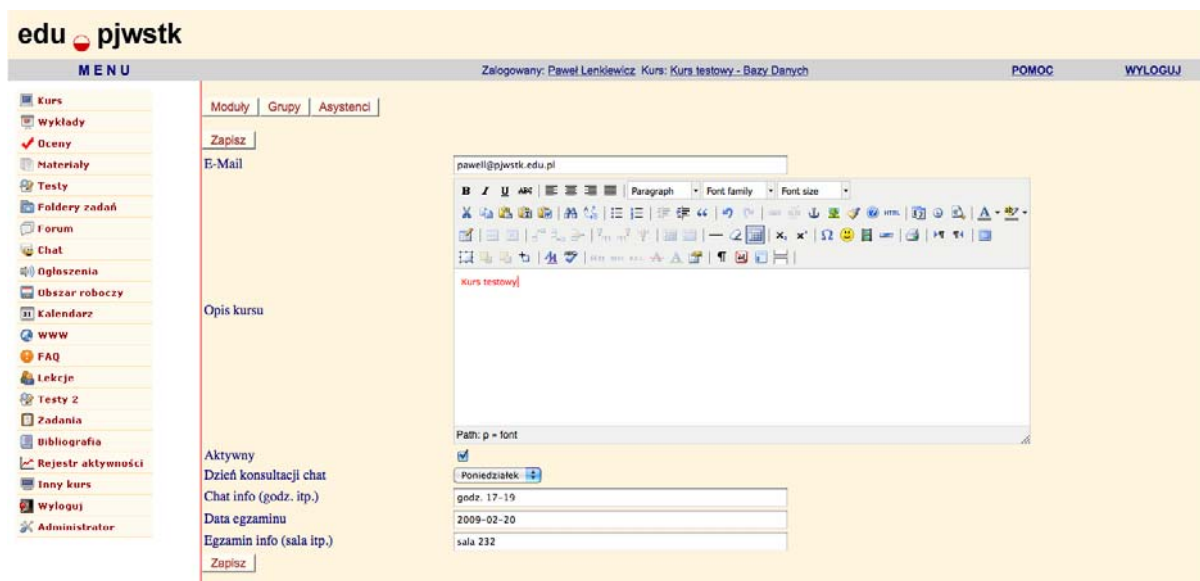 edu pjwstk
MENU
Zalogowany: Paweł Lenkiewicz Kurs: Kurs testowy - Bazy Danych
POMOC
WYLOGUJ
Kurs
Wykłady
Oceny
Materiały
Testy
Foldery zadań
Forum
Chat
Ogłoszenia
Obszar roboczy
Kalendarz
WWW
FAQ
Lekcje
Testy 2
Zadania
Bibliografia
Rejestr aktywności
Inny kurs
Wyloguj
Administrator
Moduły Grupy Asystenci
Zapisz
E-Mail
pawell@pjwstk.edu.pl
B I U ABC Paragraph Font family Font size
HTML
Opis kursu
Kurs testowy
Path: p » font
Aktywny
Dzień konsultacji chat
Poniedziałek
Chat info (godz. itp.)
godz. 17-19
Data egzaminu
2009-02-20
Egzamin info (sala itp.)
sala 232
Zapisz